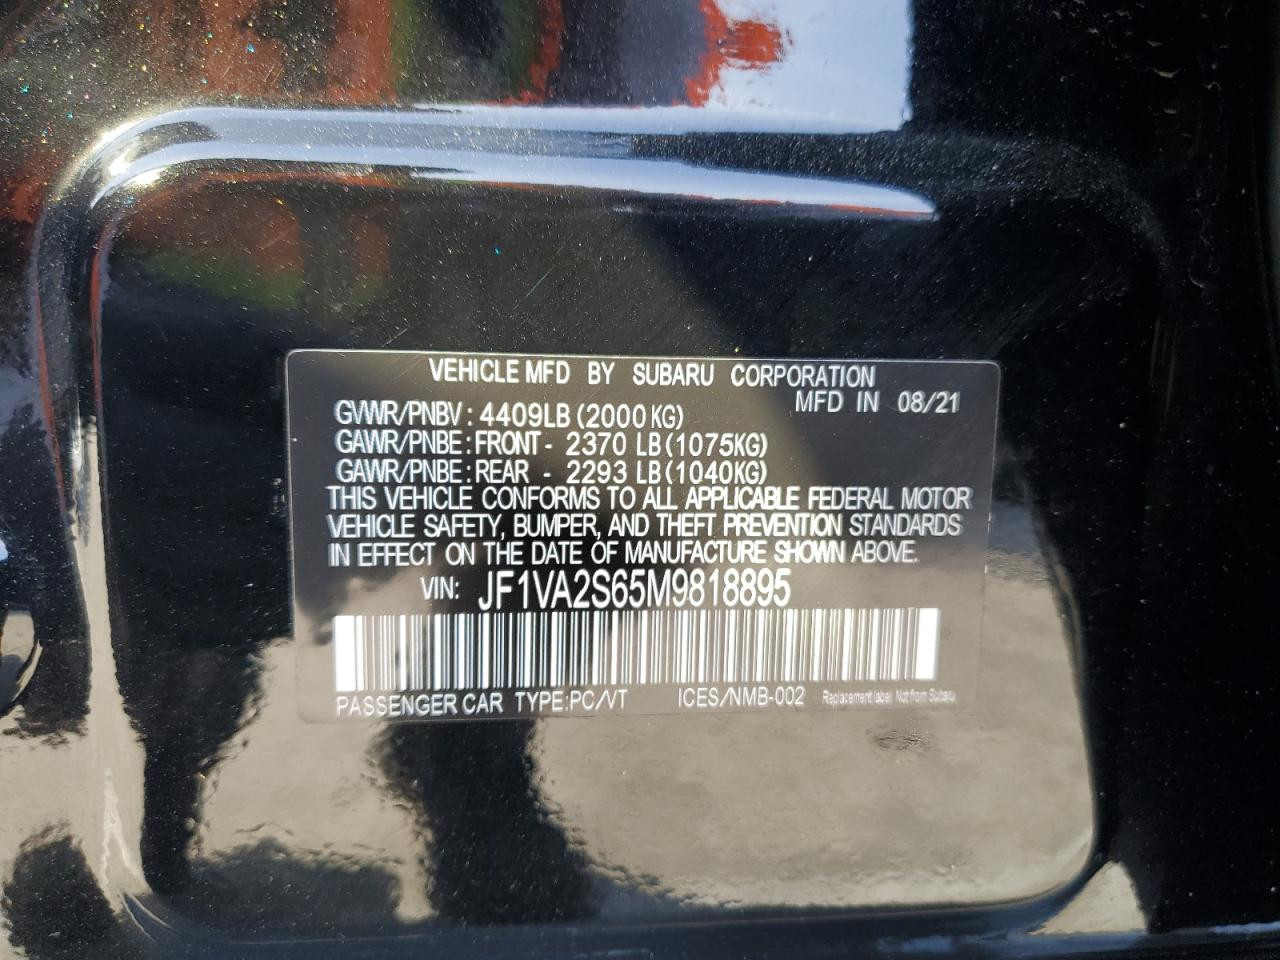 VEHICLE MFD BY SUBARU CORPORATION
MFD IN 08/21
GVWR/PNBV : 4409LB (2000 KG)
GAWR/PNBE : FRONT - 2370 LB (1075KG)
GAWR/PNBE : REAR - 2293 LB (1040KG)
THIS VEHICLE CONFORMS TO ALL APPLICABLE FEDERAL MOTOR
VEHICLE SAFETY, BUMPER, AND THEFT PREVENTION STANDARDS
IN EFFECT ON THE DATE OF MANUFACTURE SHOWN ABOVE.
VIN: JF1VA2S65M9818895
PASSENGER CAR TYPE:PC/VT ICES/NMB-002 Replacement label. Not from Subaru